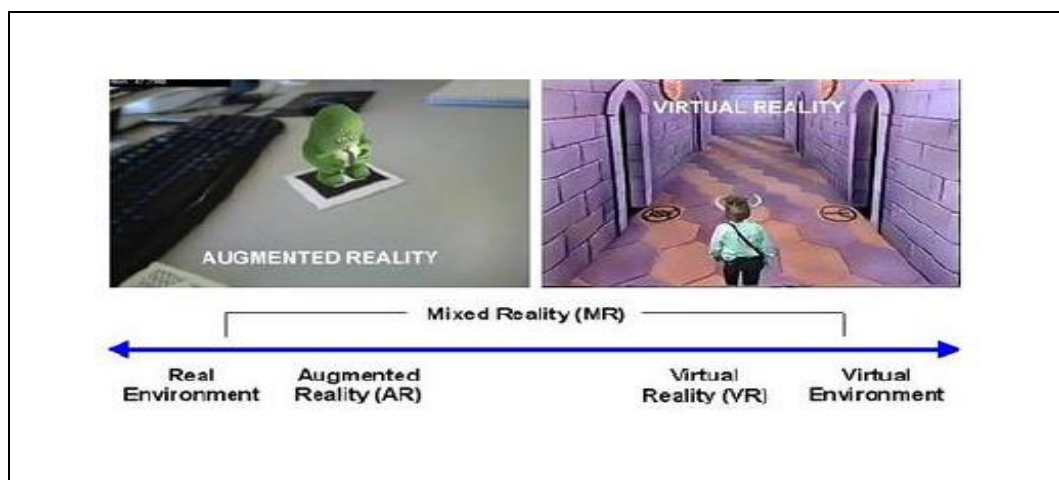 VIRTUAL REALITY
AUGMENTED REALITY
Mixed Reality (MR)
Real Environment
Augmented Reality (AR)
Virtual Reality (VR)
Virtual Environment